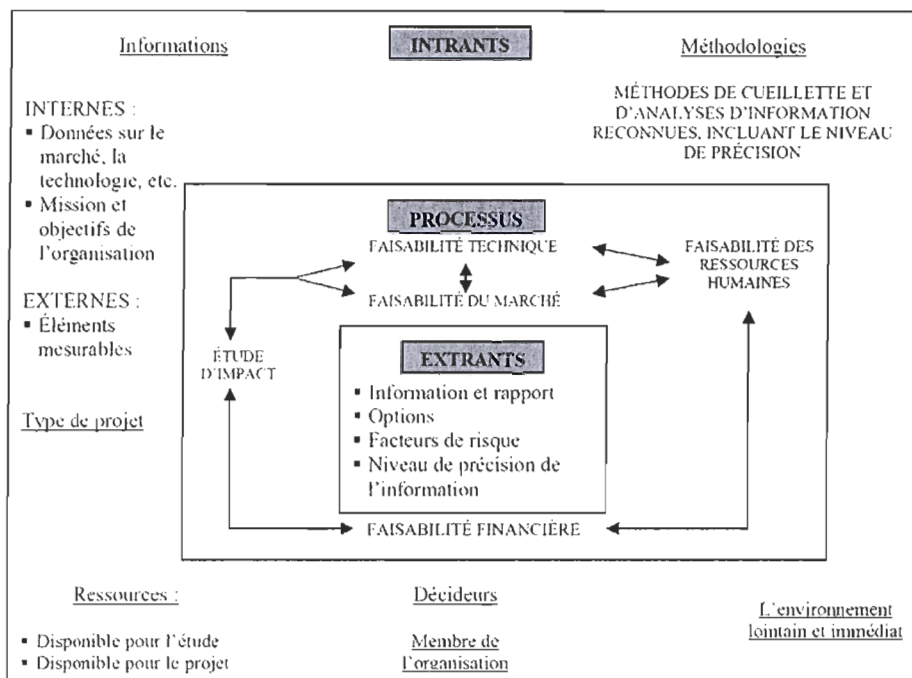 Informations
INTRANTS
Méthodologies
MÉTHODES DE CUEILLETTE ET
D'ANALYSES D'INFORMATION
RECONNUES, INCLUANT LE NIVEAU
DE PRÉCISION
INTERNES :
▪ Données sur le
marché, la
technologie, etc.
▪ Mission et
objectifs de
l'organisation
EXTERNES :
▪ Éléments
mesurables
Type de projet
PROCESSUS
FAISABILITÉ TECHNIQUE
FAISABILITÉ DU MARCHÉ
FAISABILITÉ DES
RESSOURCES
HUMAINES
ÉTUDE
D'IMPACT
EXTRANTS
▪ Information et rapport
▪ Options
▪ Facteurs de risque
▪ Niveau de précision de
l'information
FAISABILITÉ FINANCIÈRE
Ressources :
▪ Disponible pour l'étude
▪ Disponible pour le projet
Décideurs
Membre de
l'organisation
L'environnement
lointain et immédiat